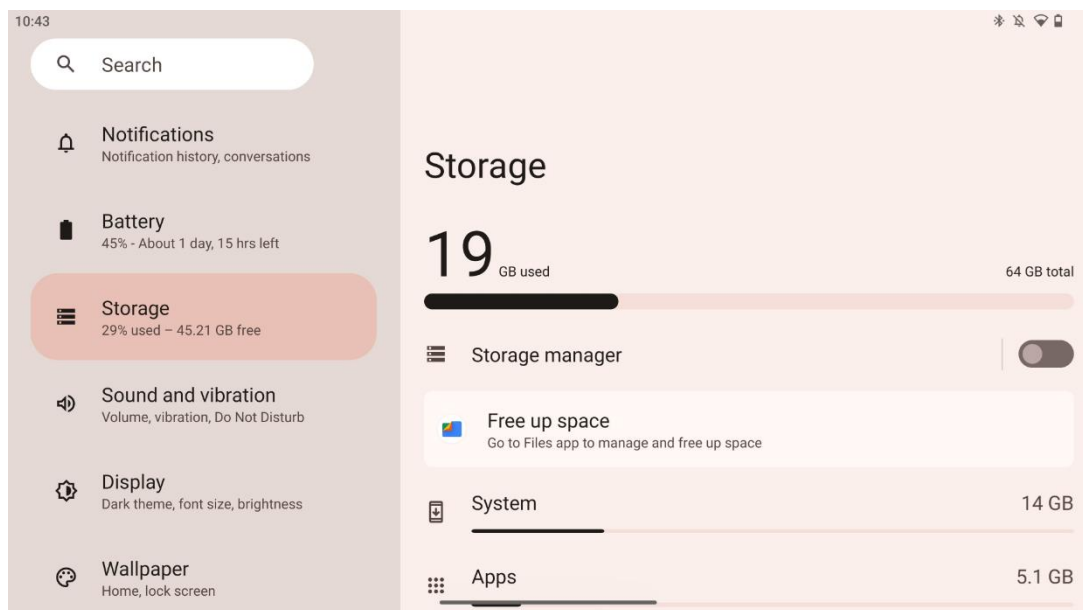 10:43
Search
Notifications
Notification history, conversations
Battery
45% - About 1 day, 15 hrs left
Storage
29% used – 45.21 GB free
Sound and vibration
Volume, vibration, Do Not Disturb
Display
Dark theme, font size, brightness
Wallpaper
Home, lock screen
Storage
19 GB used
64 GB total
Storage manager
Free up space
Go to Files app to manage and free up space
System
14 GB
Apps
5.1 GB